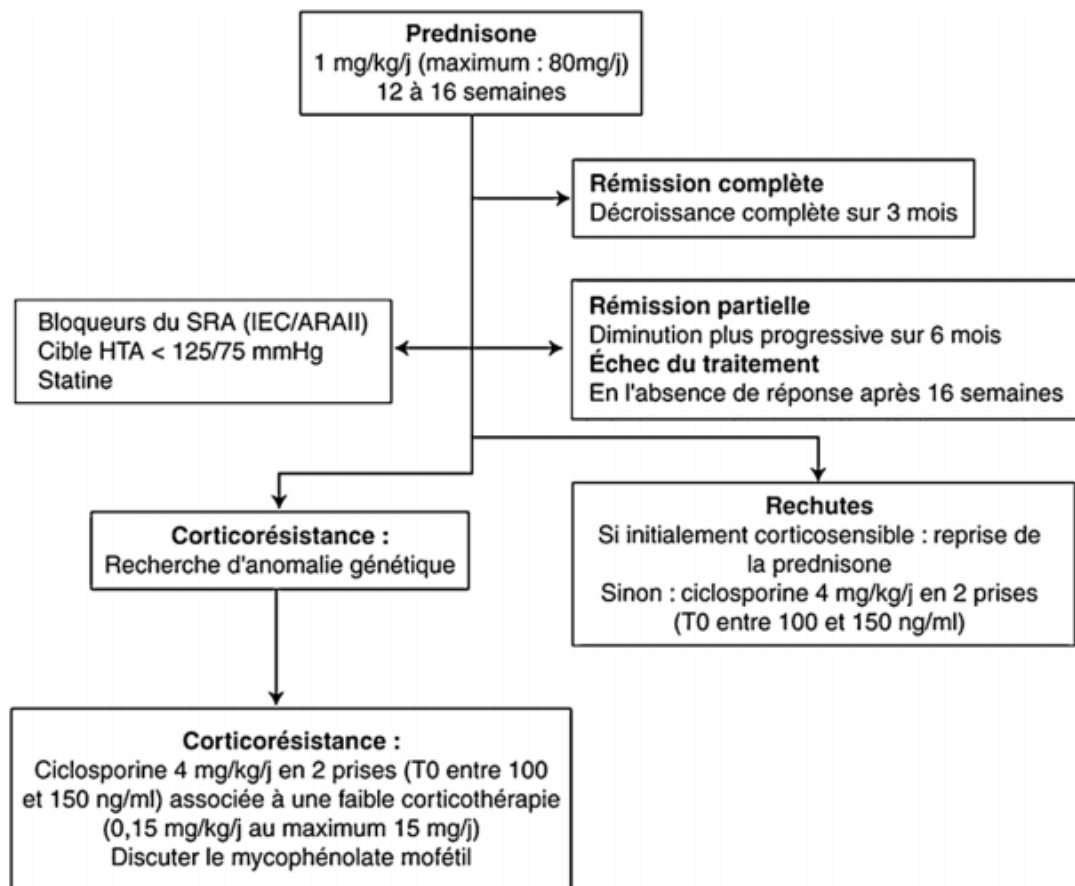 Prednisone
1 mg/kg/j (maximum : 80mg/j)
12 à 16 semaines
Rémission complète
Décroissance complète sur 3 mois
Bloqueurs du SRA (IEC/ARAII)
Cible HTA < 125/75 mmHg
Statine
Rémission partielle
Diminution plus progressive sur 6 mois
Échec du traitement
En l'absence de réponse après 16 semaines
Corticorésistance :
Recherche d'anomalie génétique
Rechutes
Si initialement corticosensible : reprise de
la prednisone
Sinon : ciclosporine 4 mg/kg/j en 2 prises
(T0 entre 100 et 150 ng/ml)
Corticorésistance :
Ciclosporine 4 mg/kg/j en 2 prises (T0 entre 100
et 150 ng/ml) associée à une faible corticothérapie
(0,15 mg/kg/j au maximum 15 mg/j)
Discuter le mycophénolate mofétil